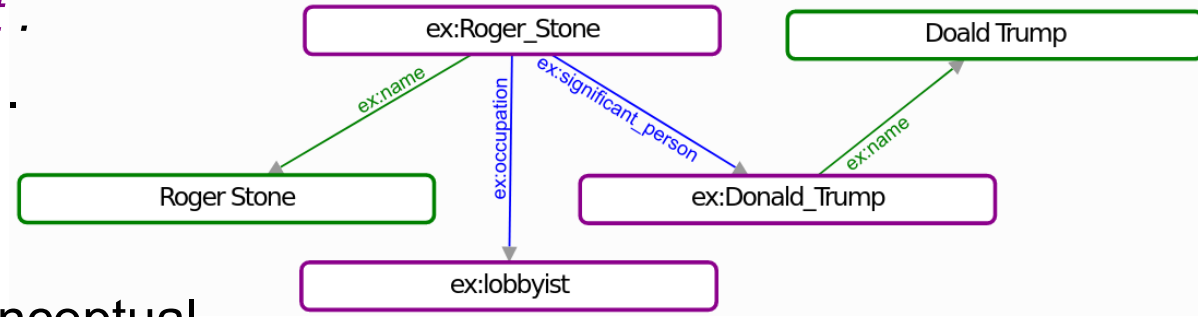 ex:Roger_Stone
Doald Trump
ex:name
ex:occupation
ex:significant_person
ex:name
Roger Stone
ex:Donald_Trump
ex:lobbyist